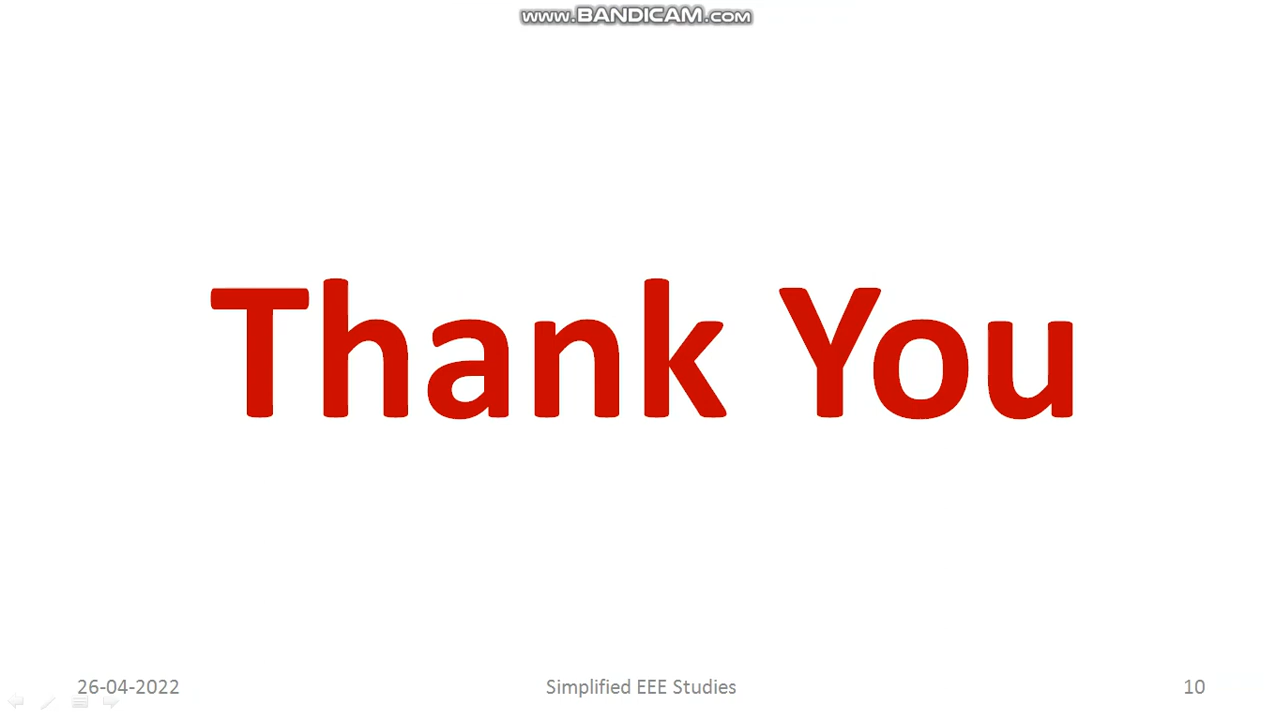 www.BANDICAM.com
Thank You
26-04-2022
Simplified EEE Studies
10